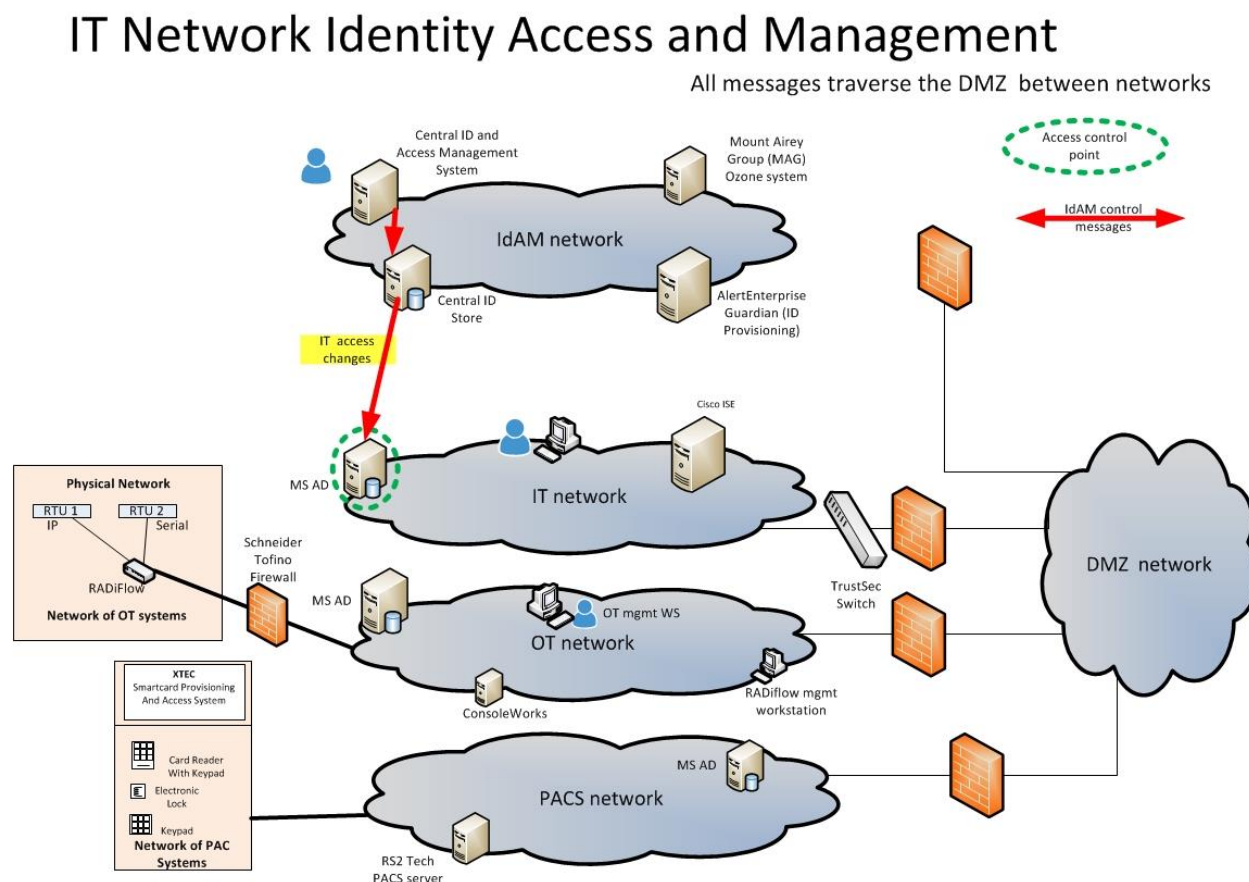 IT Network Identity Access and Management
All messages traverse the DMZ  between networks
Central ID and
Access Management
System
Mount Airey
Group (MAG)
Ozone system
Access control
point
IdAM control
messages
IdAM network
Central ID
Store
AlertEnterprise
Guardian (ID
Provisioning)
IT  access
changes
Cisco ISE
MS AD
IT network
Physical Network
RTU 1
RTU 2
IP
Serial
RADiFlow
Network of OT systems
Schneider
Tofino
Firewall
TrustSec
Switch
DMZ  network
MS AD
OT mgmt WS
OT network
ConsoleWorks
RADiflow mgmt
workstation
XTEC
Smartcard Provisioning
And Access System
Card Reader
With Keypad
E
Electronic
Lock
Keypad
Network of PAC
Systems
MS AD
PACS network
RS2 Tech
PACS server